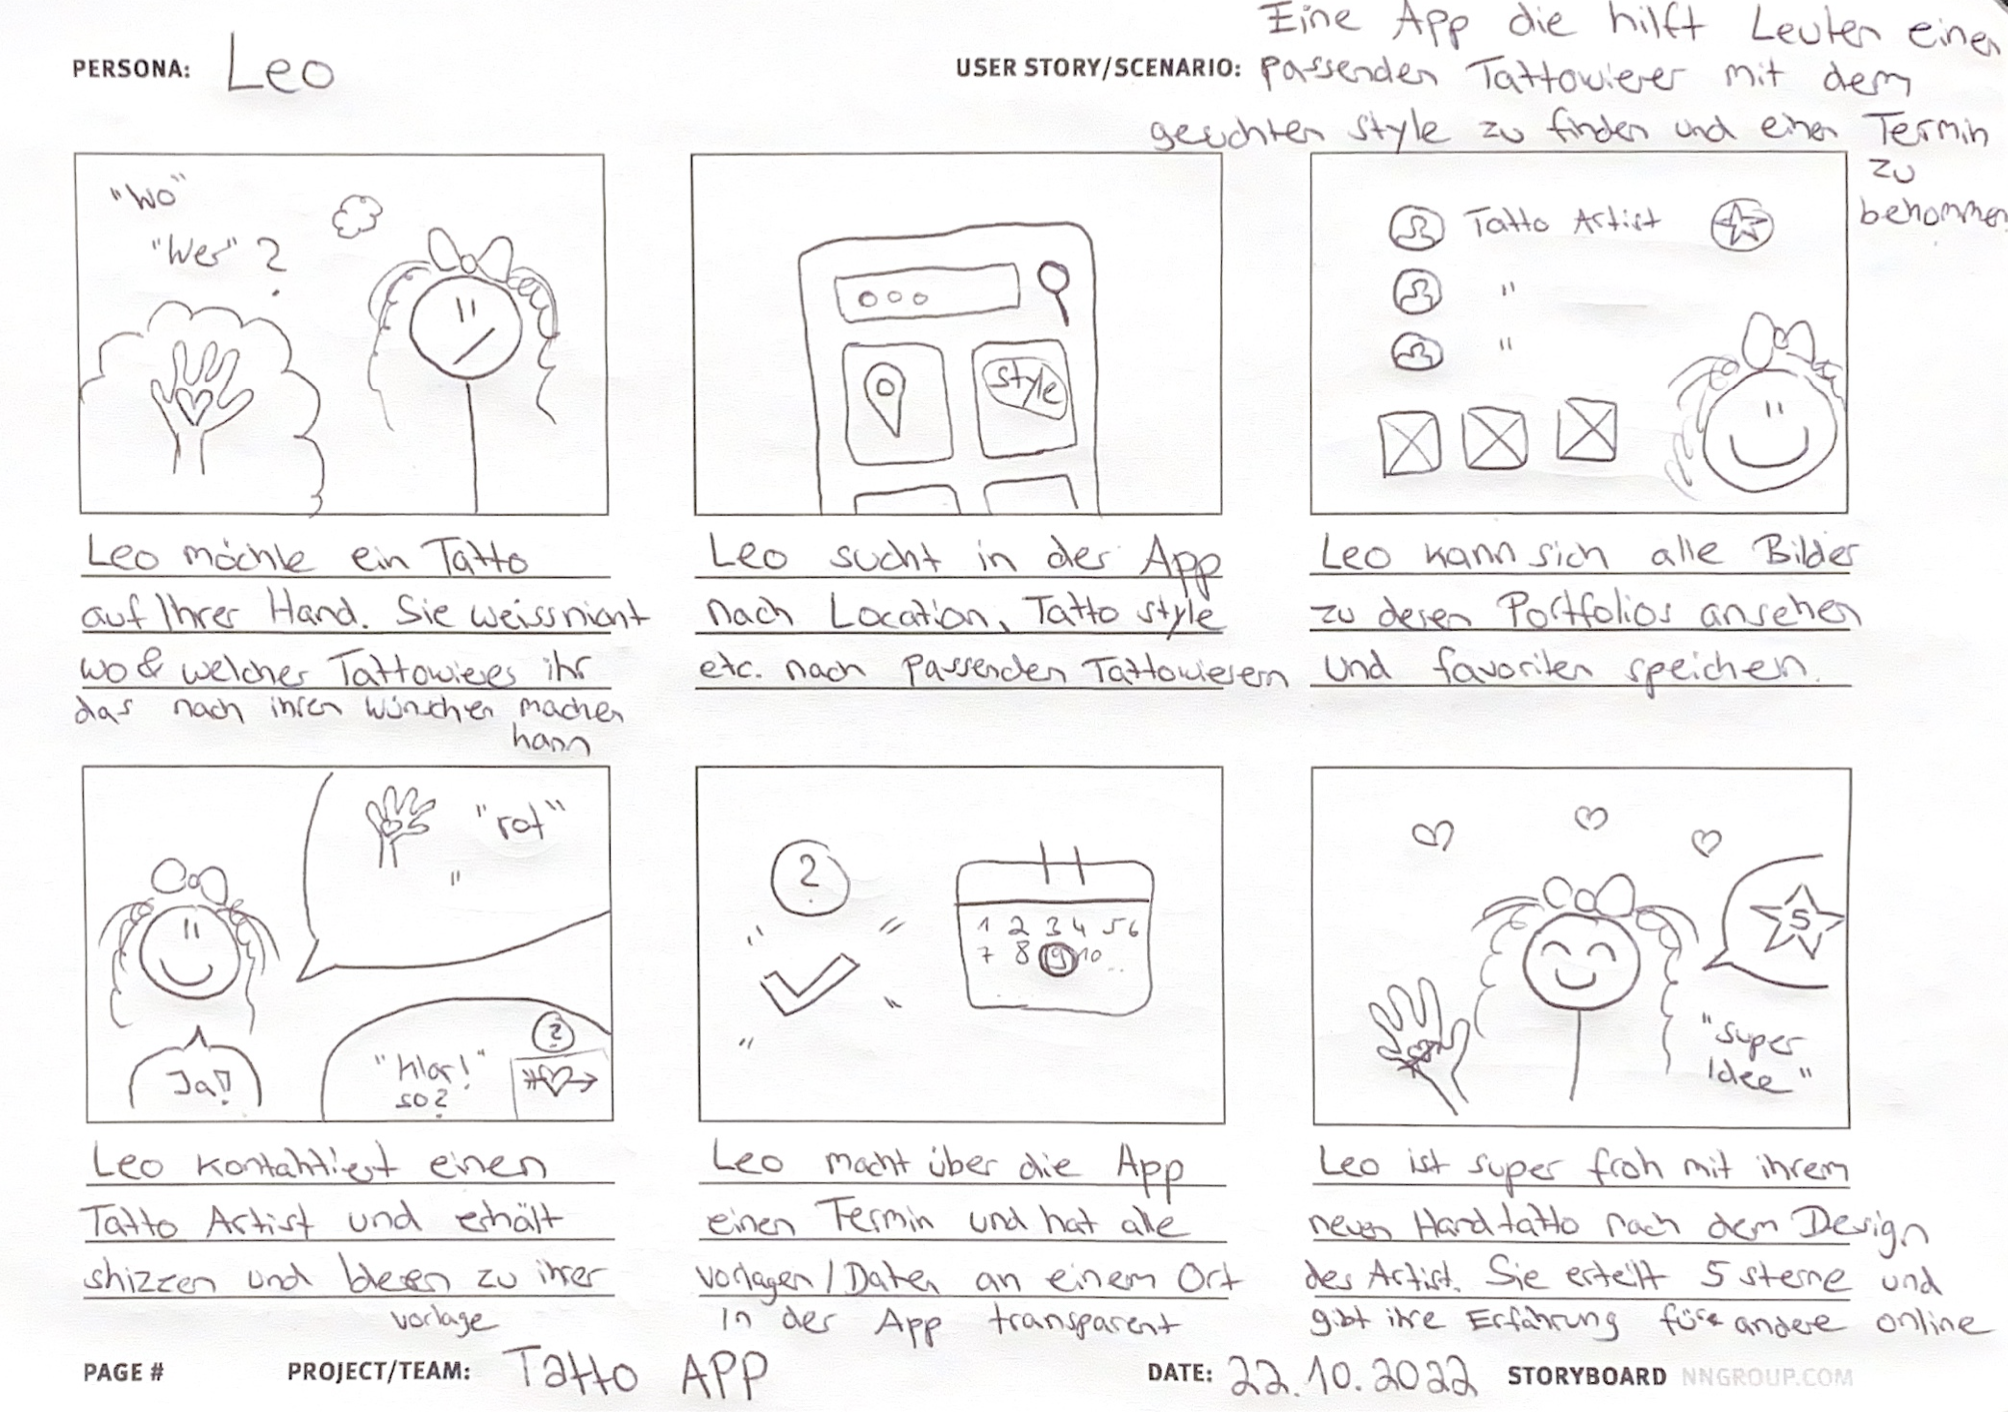 PERSONA: Leo
USER STORY/SCENARIO: Eine App die hilft Leuten einen
passenden Tattowierer mit dem
gesuchten style zu finden und einen Termin
zu
bekommen
"Wo"
"Wer" ?
Leo möchte ein Tatto
auf Ihrer Hand. Sie weiss nicht
wo & welcher Tattowierer ihr
das nach ihren wünschen machen
kann
style
Leo sucht in der App
nach Location, Tatto style
etc. nach passenden Tattowierern
Tatto Artist
"
"
Leo kann sich alle Bilder
zu deren Portfolios ansehen
und favoriten speichen.
"rot"
"
Ja!
"klar!"
so?
?
Leo kontaktiert einen
Tatto Artist und erhält
skizzen und Ideen zu ihrer
vorlage
?
1 2 3 4 5 6
7 8 9 10 ..
Leo macht über die App
einen Termin und hat alle
vorlagen/Daten an einem Ort
in der App transparent
5
"super
Idee"
Leo ist super froh mit ihrem
neuen Handtatto nach dem Design
des Artist. Sie erteilt 5 sterne und
gibt ihre Erfahrung für andere online
PAGE #
PROJECT/TEAM: Tatto APP
DATE: 22.10.2022
STORYBOARD NNGROUP.COM